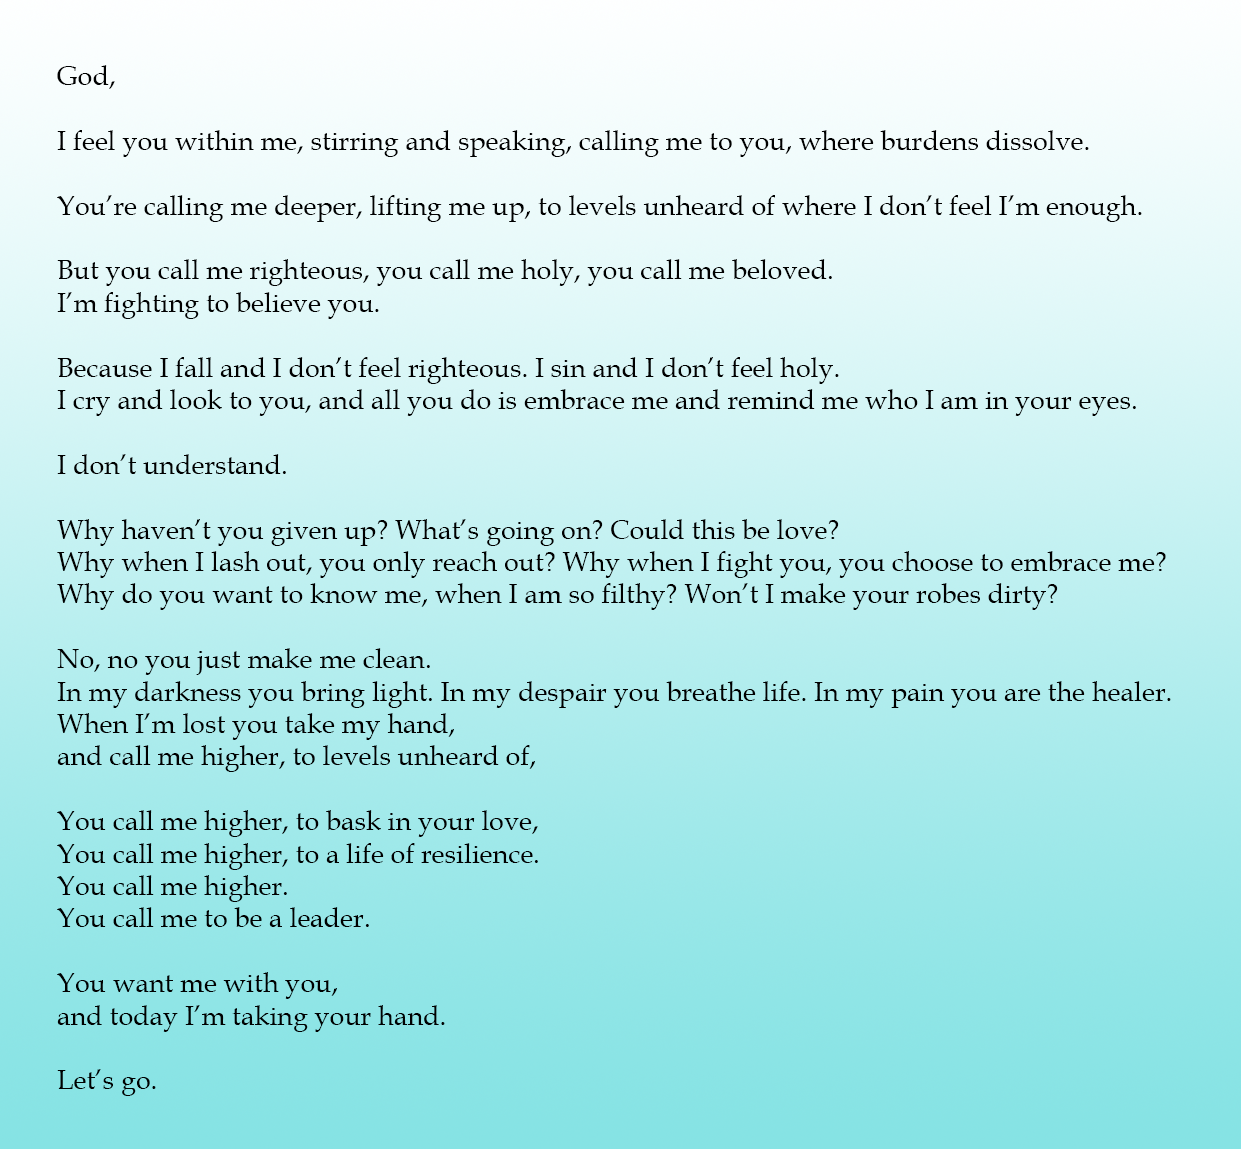 God,
I feel you within me, stirring and speaking, calling me to you, where burdens dissolve.
You’re calling me deeper, lifting me up, to levels unheard of where I don’t feel I’m enough.
But you call me righteous, you call me holy, you call me beloved.
I’m fighting to believe you.
Because I fall and I don’t feel righteous. I sin and I don’t feel holy.
I cry and look to you, and all you do is embrace me and remind me who I am in your eyes.
I don’t understand.
Why haven’t you given up? What’s going on? Could this be love?
Why when I lash out, you only reach out? Why when I fight you, you choose to embrace me?
Why do you want to know me, when I am so filthy? Won’t I make your robes dirty?
No, no you just make me clean.
In my darkness you bring light. In my despair you breathe life. In my pain you are the healer.
When I’m lost you take my hand,
and call me higher, to levels unheard of,
You call me higher, to bask in your love,
You call me higher, to a life of resilience.
You call me higher.
You call me to be a leader.
You want me with you,
and today I’m taking your hand.
Let’s go.